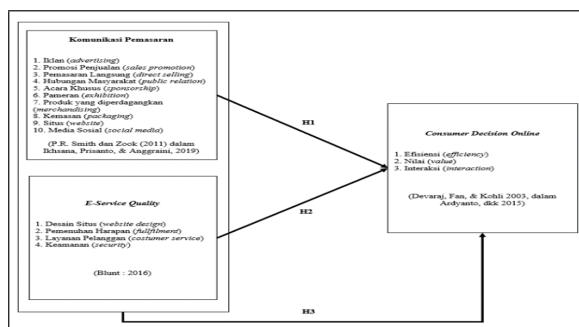 Komunikasi Pemasaran
1. Iklan (advertising)
2. Promosi Penjualan (sales promotion)
3. Pemasaran Langsung (direct selling)
4. Hubungan Masyarakat (public relation)
5. Acara Khusus (sponsorship)
6. Pameran (exhibition)
7. Produk yang diperdagangkan
(merchandising)
8. Kemasan (packaging)
9. Situs (website)
10. Media Sosial (social media)
(P.R. Smith dan Zook (2011) dalam
Ikhsana, Prisanto, & Anggraini, 2019)
H1
Consumer Decision Online
1. Efisiensi (efficiency)
2. Nilai (value)
3. Interaksi (interaction)
(Devaraj, Fan, & Kohli 2003, dalam
Ardyanto, dkk 2015)
E-Service Quality
1. Desain Situs (website design)
2. Pemenuhan Harapan (fullfilment)
3. Layanan Pelanggan (costumer service)
4. Keamanan (security)
(Blunt : 2016)
H2
H3